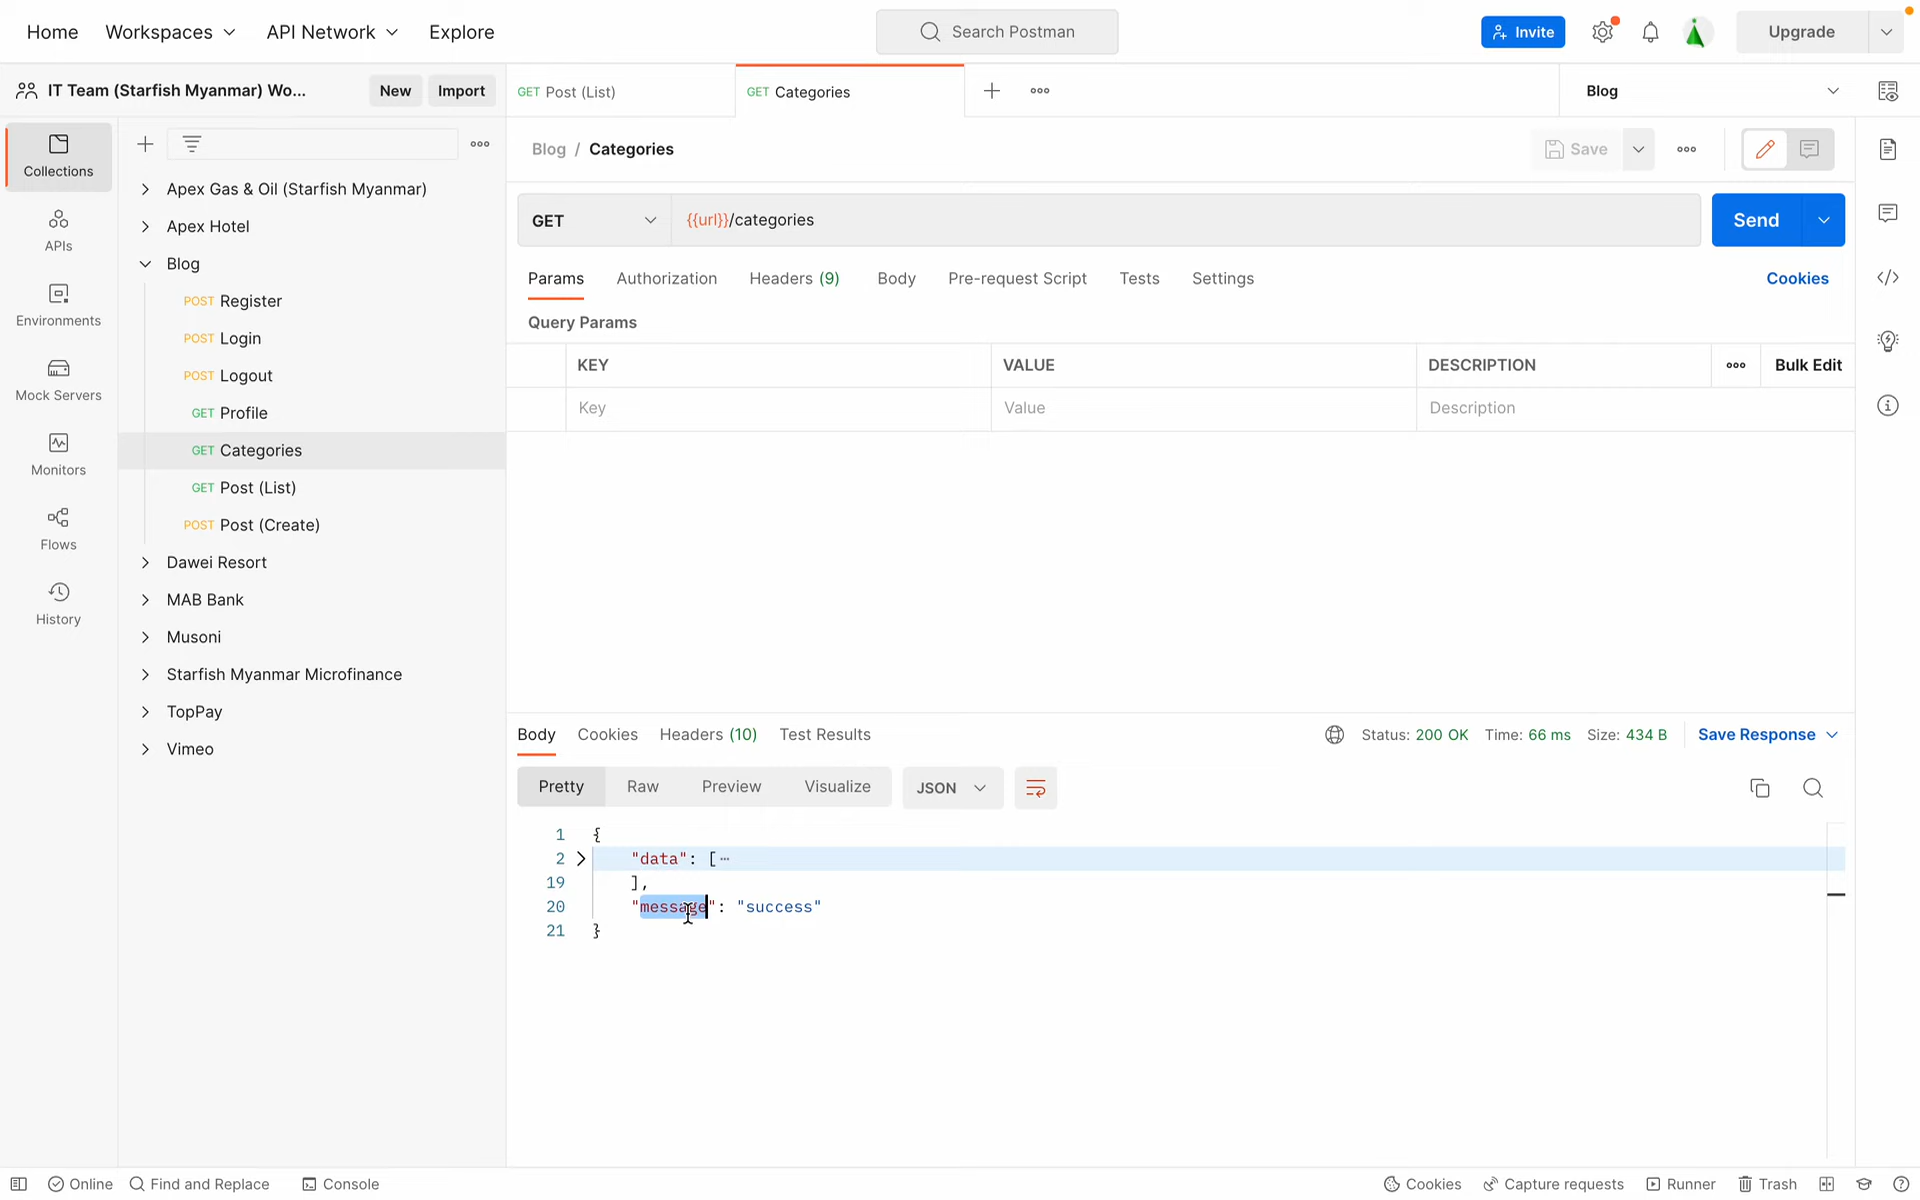 Home Workspaces API Network Explore Search Postman Invite Upgrade
IT Team (Starfish Myanmar) Wo... New Import GET Post (List) GET Categories Blog
Collections
APIs
Environments
Mock Servers
Monitors
Flows
History
Apex Gas & Oil (Starfish Myanmar)
Apex Hotel
Blog
POST Register
POST Login
POST Logout
GET Profile
GET Categories
GET Post (List)
POST Post (Create)
Dawei Resort
MAB Bank
Musoni
Starfish Myanmar Microfinance
TopPay
Vimeo
Blog / Categories Save
GET {{url}}/categories Send
Params Authorization Headers (9) Body Pre-request Script Tests Settings Cookies
Query Params
KEY VALUE DESCRIPTION Bulk Edit
Key Value Description
Body Cookies Headers (10) Test Results Status: 200 OK Time: 66 ms Size: 434 B Save Response
Pretty Raw Preview Visualize JSON
1 {
2 "data": [⋯
19 ],
20 "message": "success"
21 }
Online Find and Replace Console Cookies Capture requests Runner Trash